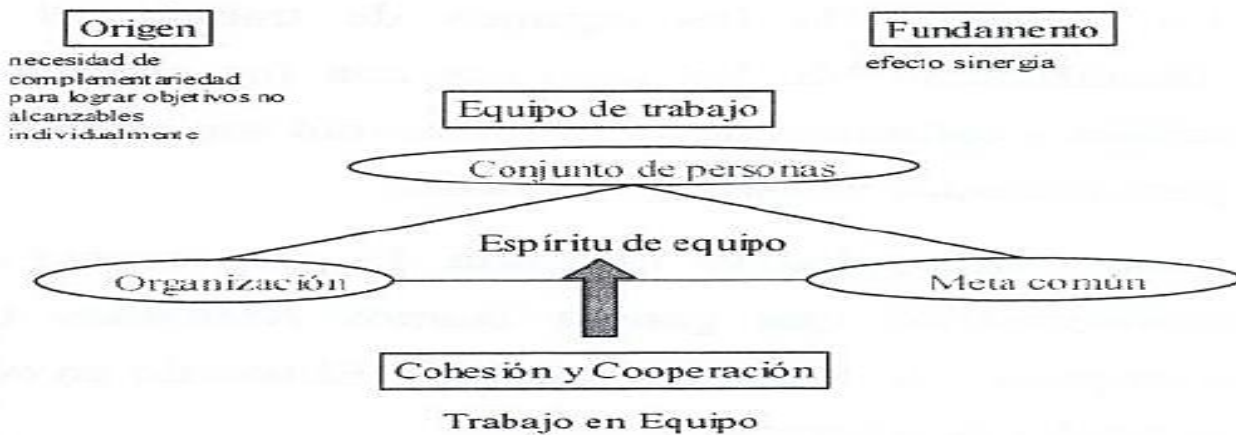 Origen
necesidad de
complementariedad
para lograr objetivos no
alcanzables
individualmente
Fundamento
efecto sinergia
Equipo de trabajo
Conjunto de personas
Espíritu de equipo
Organización
Meta común
Cohesión y Cooperación
Trabajo en Equipo